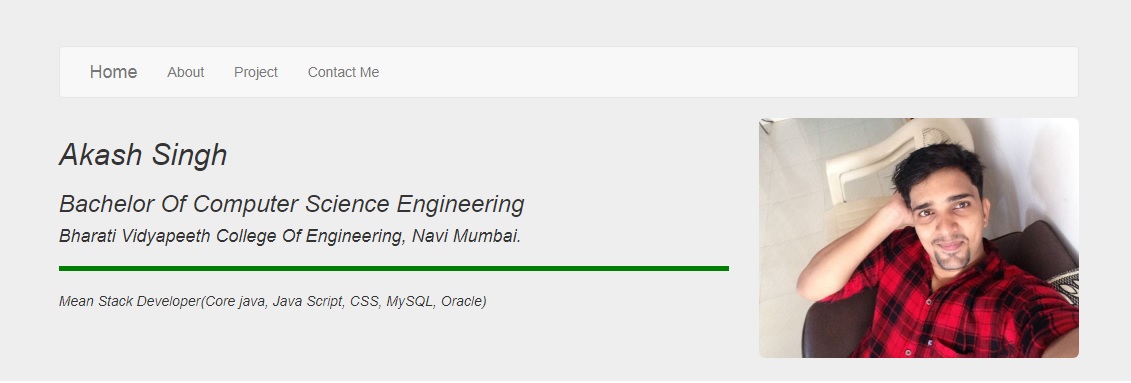 Home About Project Contact Me
Akash Singh
Bachelor Of Computer Science Engineering
Bharati Vidyapeeth College Of Engineering, Navi Mumbai.
Mean Stack Developer(Core java, Java Script, CSS, MySQL, Oracle)